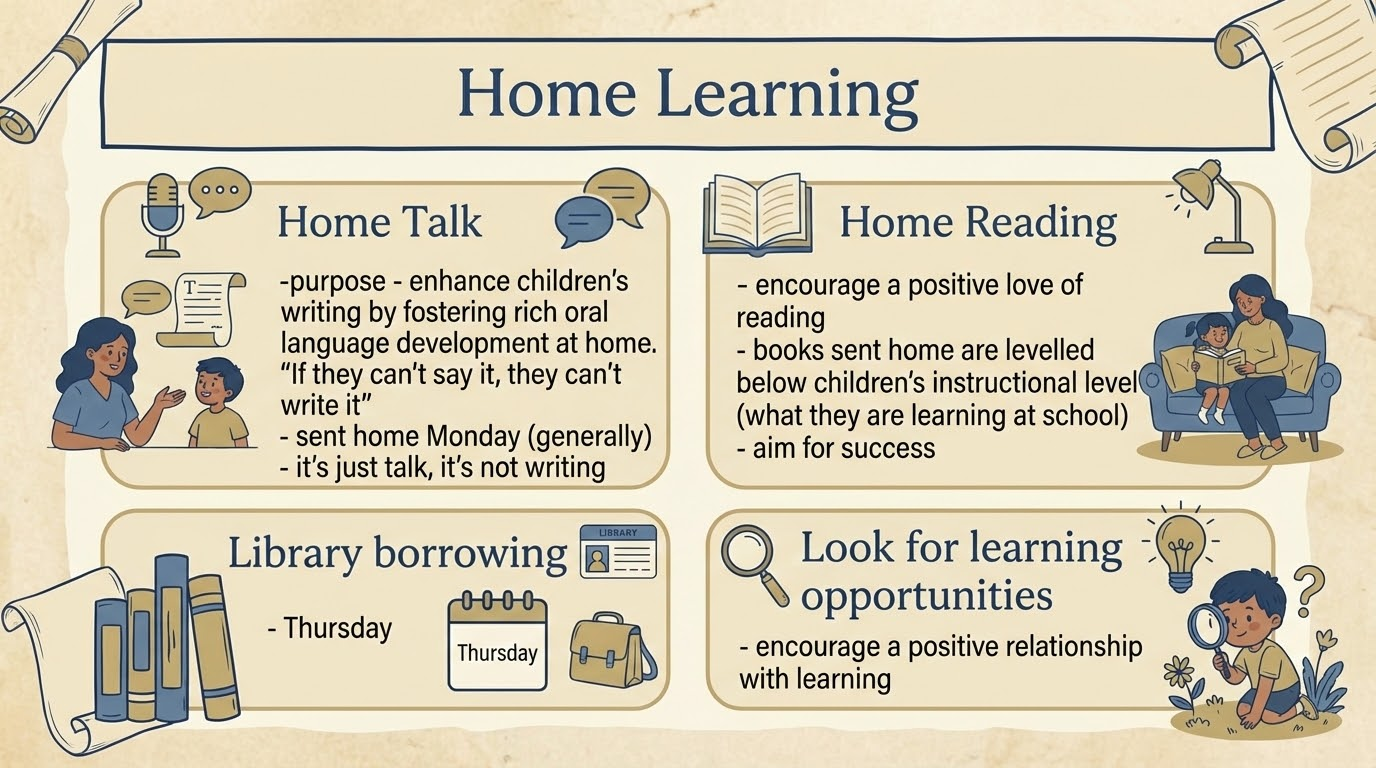 Home Learning
Home Talk
-purpose - enhance children's
writing by fostering rich oral
language development at home.
“If they can't say it, they can't
write it”
- sent home Monday (generally)
- it's just talk, it's not writing
T
Home Reading
- encourage a positive love of
reading
- books sent home are levelled
below children's instructional level
(what they are learning at school)
- aim for success
Library borrowing
LIBRARY
- Thursday
Thursday
Look for learning
opportunities
- encourage a positive relationship
with learning
?